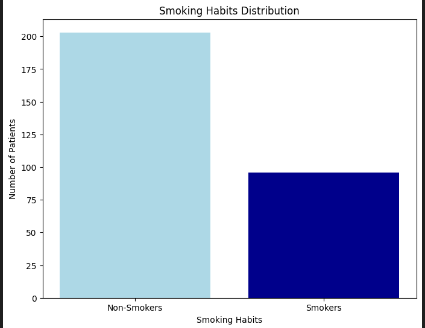 Smoking Habits Distribution
Number of Patients
200
175
150
125
100
75
50
25
0
Non-Smokers
Smokers
Smoking Habits